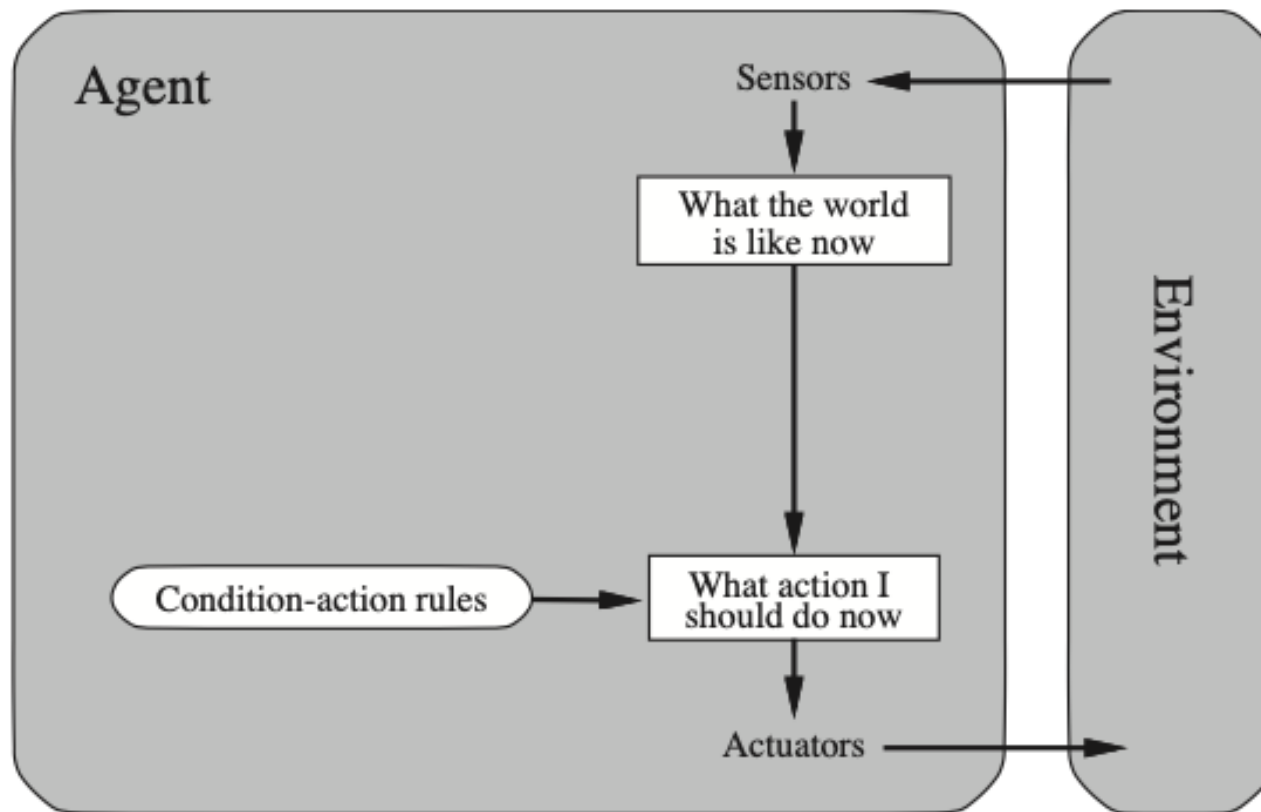 Agent
Sensors
What the world
is like now
Environment
Condition-action rules
What action I
should do now
Actuators